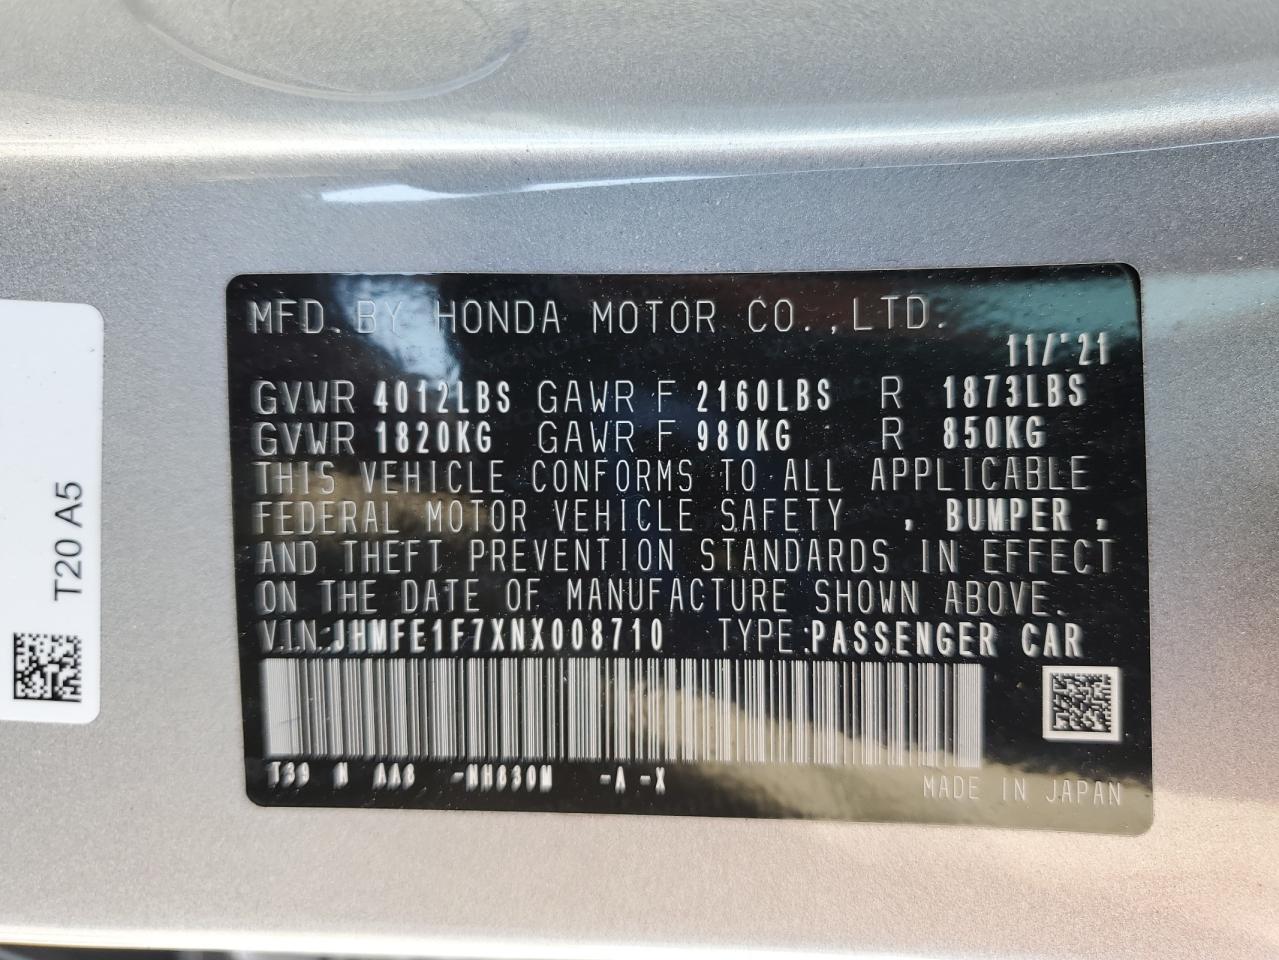 MFD. BY HONDA MOTOR CO.,LTD.
11/'21
GVWR 4012LBS GAWR F 2160LBS R 1873LBS
GVWR 1820KG GAWR F 980KG R 850KG
THIS VEHICLE CONFORMS TO ALL APPLICABLE
FEDERAL MOTOR VEHICLE SAFETY , BUMPER ,
AND THEFT PREVENTION STANDARDS IN EFFECT
ON THE DATE OF MANUFACTURE SHOWN ABOVE.
VIN:JHMFE1F7XNX008710 TYPE:PASSENGER CAR
T39 N AA8 -NH830M -A -X
MADE IN JAPAN
T20 A5